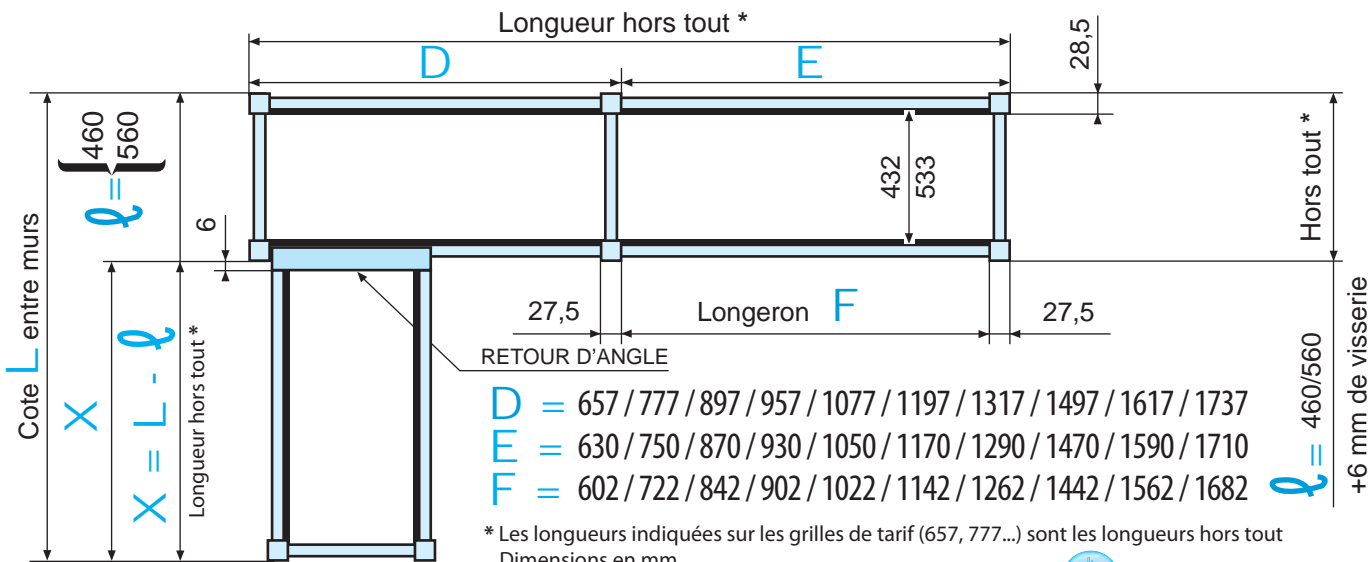 Longueur hors tout *
D
E
28,5
460
560
ℓ =
432
533
Hors tout *
6
Cote L entre murs
X
X = L - ℓ
Longueur hors tout *
27,5
Longeron F
27,5
RETOUR D'ANGLE
D = 657 / 777 / 897 / 957 / 1077 / 1197 / 1317 / 1497 / 1617 / 1737
E = 630 / 750 / 870 / 930 / 1050 / 1170 / 1290 / 1470 / 1590 / 1710
F = 602 / 722 / 842 / 902 / 1022 / 1142 / 1262 / 1442 / 1562 / 1682
ℓ = 460/560
+6 mm de visserie
* Les longueurs indiquées sur les grilles de tarif (657, 777...) sont les longueurs hors tout
Dimensions en mm